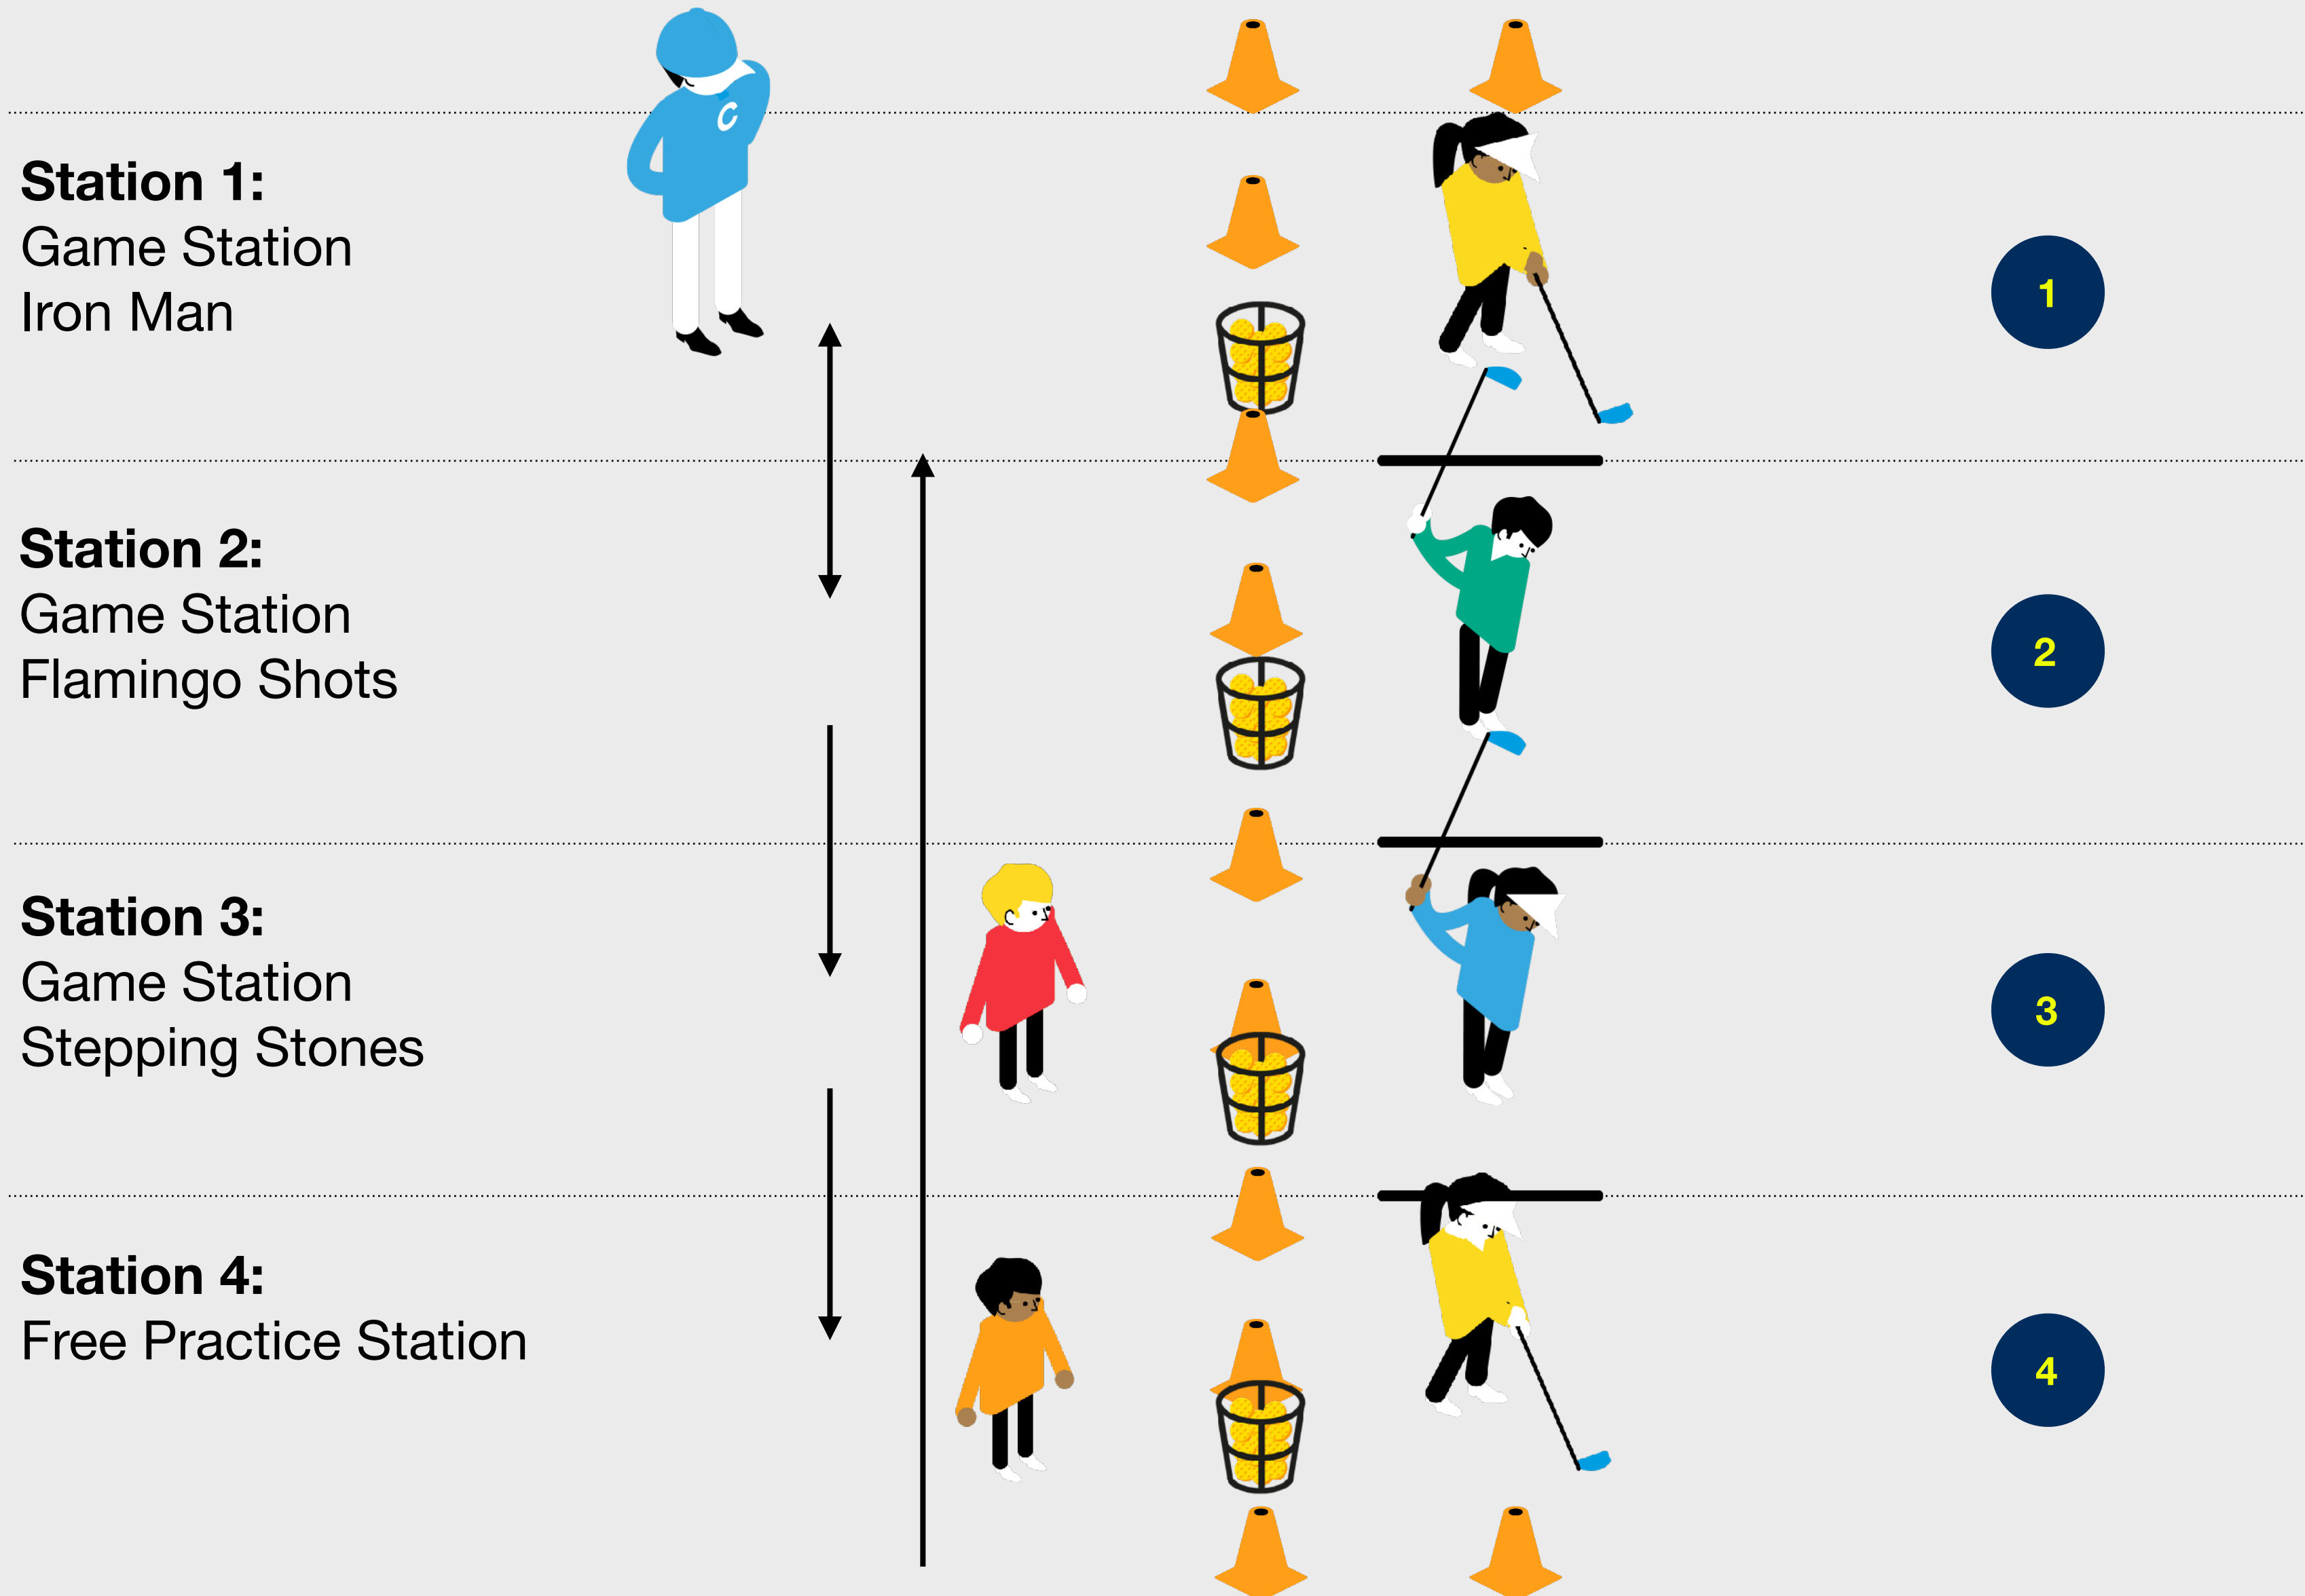 C
Station 1:
Game Station
Iron Man
1
Station 2:
Game Station
Flamingo Shots
2
Station 3:
Game Station
Stepping Stones
3
Station 4:
Free Practice Station
4